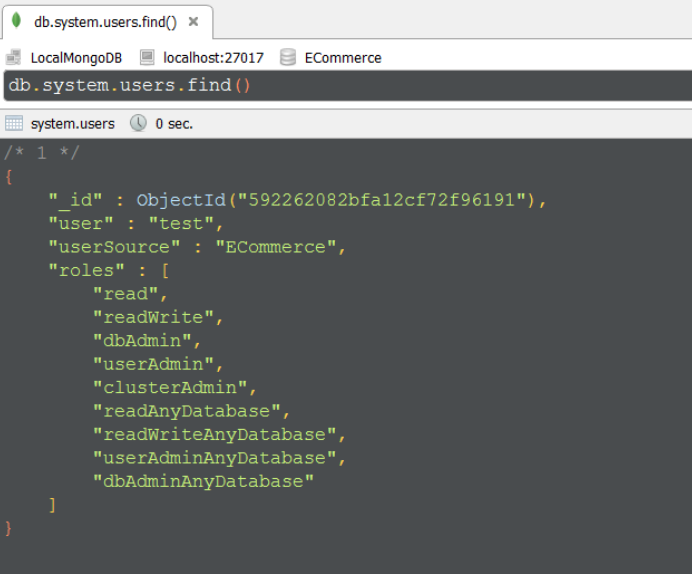 db.system.users.find() ×
LocalMongoDB localhost:27017 ECommerce
db.system.users.find()
system.users 0 sec.
/* 1 */
{
    "_id" : ObjectId("592262082bfa12cf72f96191"),
    "user" : "test",
    "userSource" : "ECommerce",
    "roles" : [
        "read",
        "readWrite",
        "dbAdmin",
        "userAdmin",
        "clusterAdmin",
        "readAnyDatabase",
        "readWriteAnyDatabase",
        "userAdminAnyDatabase",
        "dbAdminAnyDatabase"
    ]
}